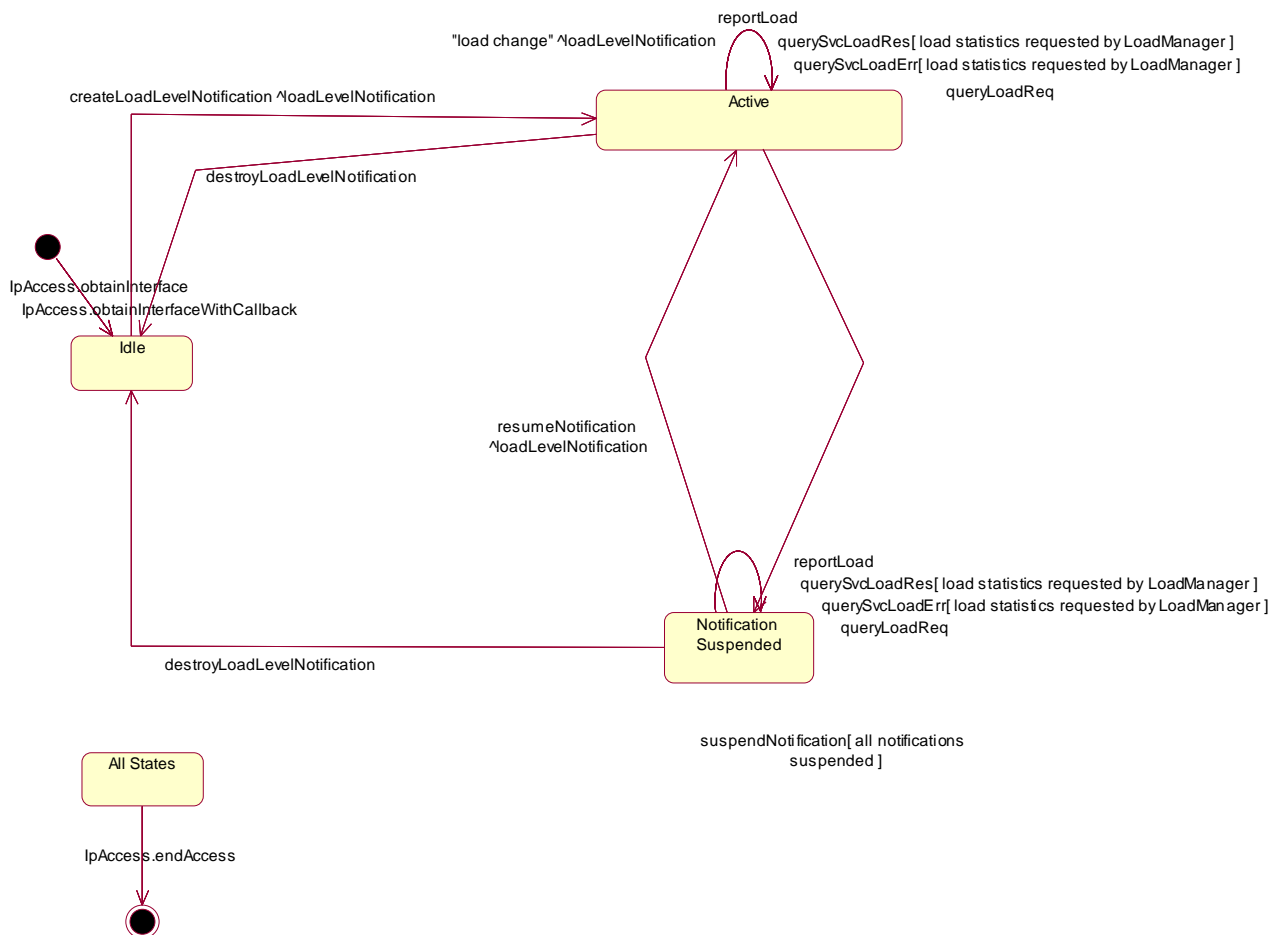 reportLoad
"load change" ^loadLevelNotification
querySvcLoadRes[ load statistics requested by LoadManager ]
querySvcLoadErr[ load statistics requested by LoadManager ]
queryLoadReq
createLoadLevelNotification ^loadLevelNotification
Active
destroyLoadLevelNotification
IpAccess.obtainInterface
IpAccess.obtainInterfaceWithCallback
Idle
resumeNotification
^loadLevelNotification
reportLoad
querySvcLoadRes[ load statistics requested by LoadManager ]
querySvcLoadErr[ load statistics requested by LoadManager ]
queryLoadReq
Notification
Suspended
destroyLoadLevelNotification
suspendNotification[ all notifications
suspended ]
All States
IpAccess.endAccess